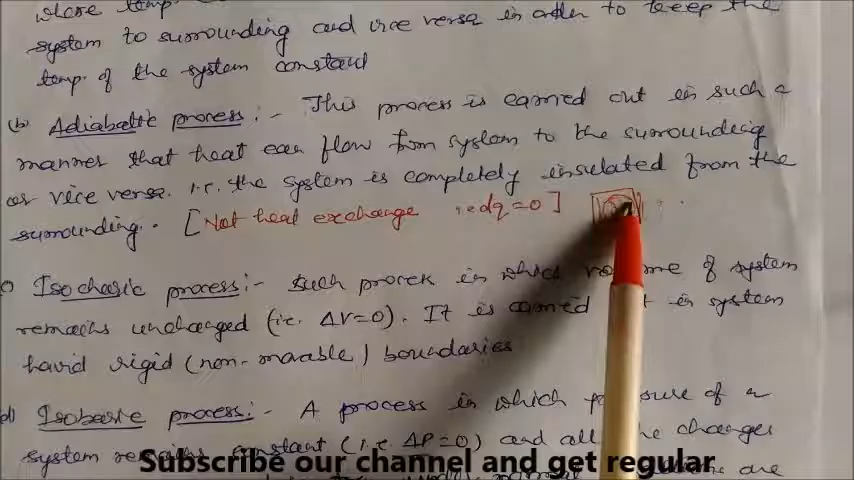 where temp
system to surrounding and vice versa in order to keep the
temp. of the system constant
(b) Adiabatic process :- This process is carried out in such a
manner that heat can flow from system to the surrounding
or vice versa. i.e. the system is completely insulated from the
surrounding. [Not heat exchange i.e dq = 0]
Isochoric process :- Such process in which volume of system
remains unchanged (i.e. ΔV=0). It is carried in system
havid rigid (non-movable) boundaries
d) Isobaric process :- A process in which of a
system remains constant (i.e. ΔP=0) and all changes
Subscribe our channel and get regular
are